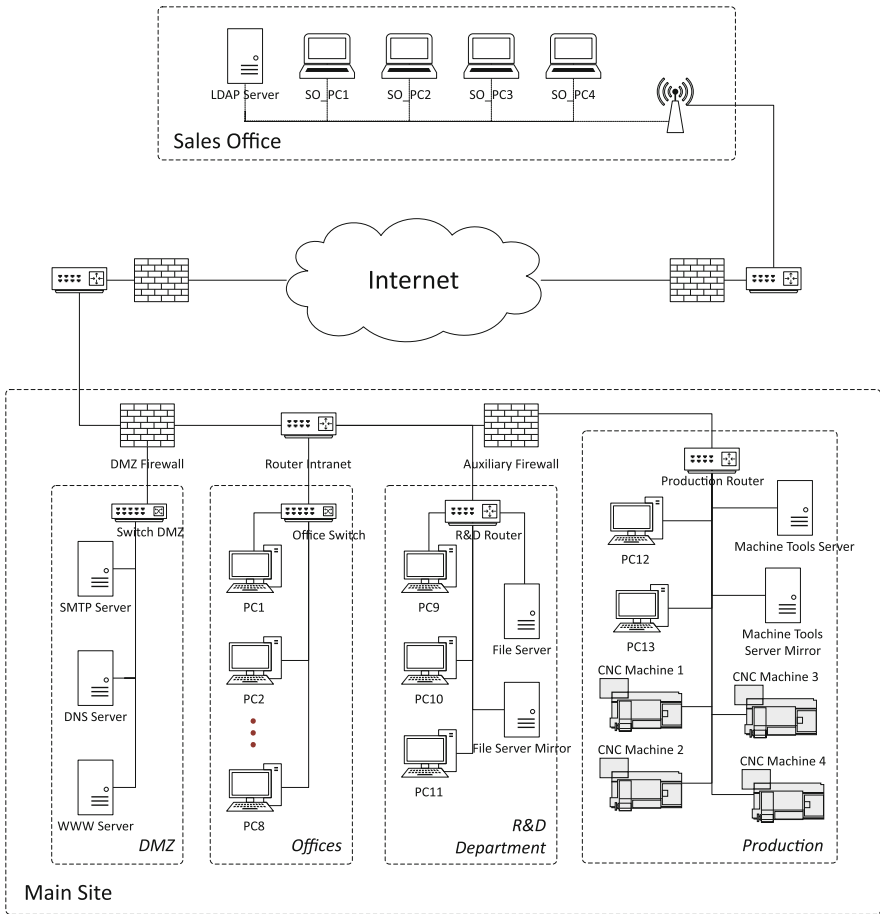 LDAP Server
SO_PC1
SO_PC2
SO_PC3
SO_PC4
Sales Office
Internet
DMZ Firewall
Router Intranet
Auxiliary Firewall
Production Router
Switch DMZ
SMTP Server
DNS Server
WWW Server
DMZ
Office Switch
PC1
PC2
PC8
Offices
R&D Router
PC9
File Server
PC10
File Server Mirror
PC11
R&D
Department
PC12
Machine Tools Server
PC13
Machine Tools
Server Mirror
CNC Machine 1
CNC Machine 3
CNC Machine 2
CNC Machine 4
Production
Main Site